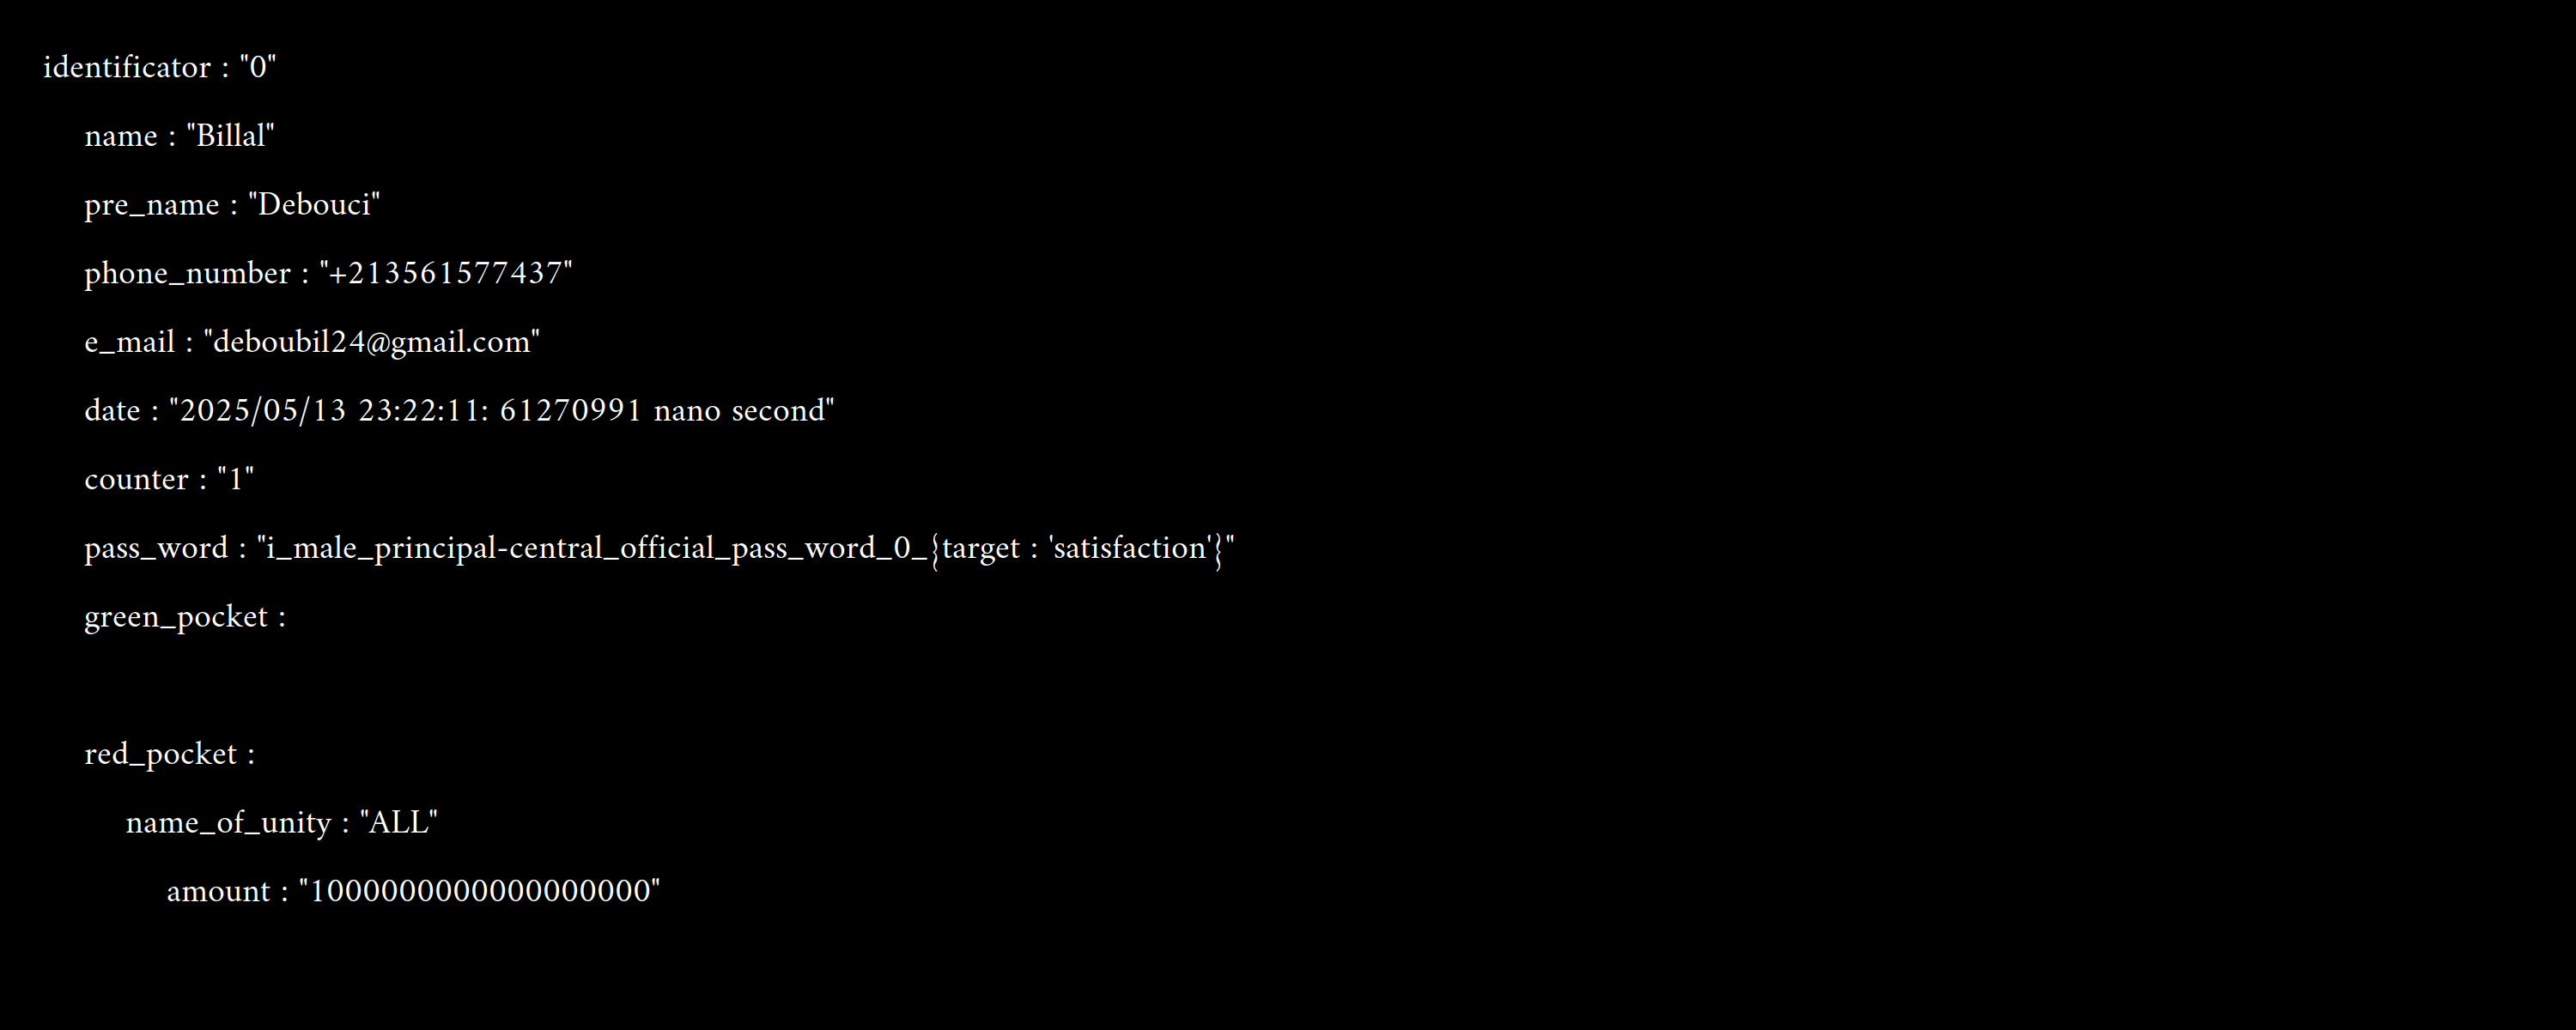 identificator : "0"
name : "Billal"
pre_name : "Debouci"
phone_number : "+213561577437"
e_mail : "deboubil24@gmail.com"
date : "2025/05/13 23:22:11: 61270991 nano second"
counter : "1"
pass_word : "i_male_principal-central_official_pass_word_0_{target : 'satisfaction'}"
green_pocket :
red_pocket :
name_of_unity : "ALL"
amount : "1000000000000000000"